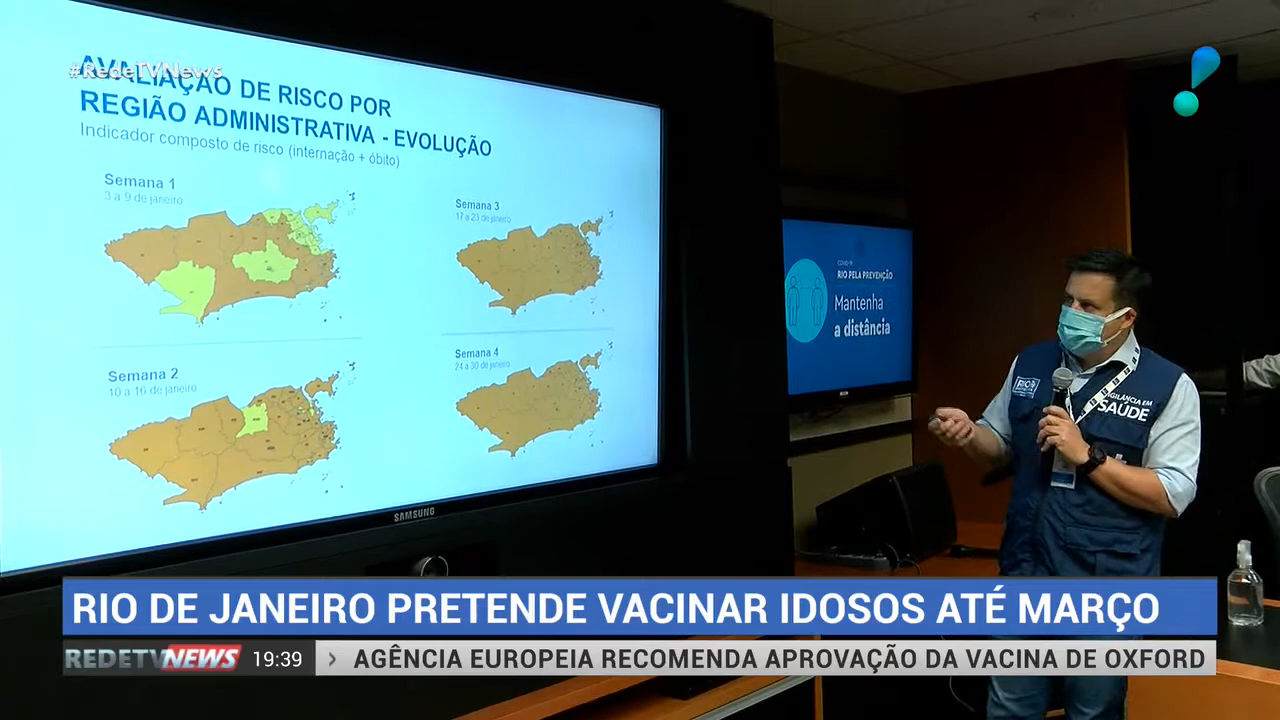 #RedeTVNews
AVALIAÇÃO DE RISCO POR
REGIÃO ADMINISTRATIVA - EVOLUÇÃO
Indicador composto de risco (internação + óbito)
Semana 1
3 a 9 de janeiro
Semana 3
17 a 23 de janeiro
Semana 2
10 a 16 de janeiro
Semana 4
24 a 30 de janeiro
SAMSUNG
COVID-19
RIO PELA PREVENÇÃO
Mantenha
a distância
RIO
VIGILÂNCIA EM
SAÚDE
RIO DE JANEIRO PRETENDE VACINAR IDOSOS ATÉ MARÇO
REDETV NEWS 19:39 › AGÊNCIA EUROPEIA RECOMENDA APROVAÇÃO DA VACINA DE OXFORD